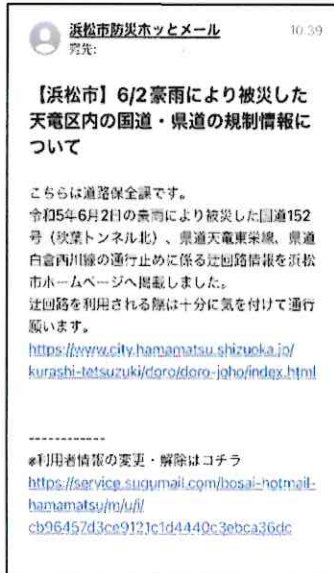 浜松市防災ホッとメール
10:39
宛先:
【浜松市】6/2豪雨により被災した
天竜区内の国道・県道の規制情報に
ついて
こちらは道路保全課です。
令和5年6月2日の豪雨により被災した国道152
号（秋葉トンネル北）、県道天竜東栄線、県道
白倉西川線の通行止めに係る迂回路情報を浜松
市ホームページへ掲載しました。
迂回路を利用される際は十分に気を付けて通行
願います。
https://www.city.hamamatsu.shizuoka.jp/
kurashi-tetsuzuki/doro/doro-joho/index.html
------------
※利用者情報の変更・解除はコチラ
https://service.sugumail.com/bosai-hotmail-
hamamatsu/m/u/i/
cb96457d3ce9121c1d4440c3ebca36dc